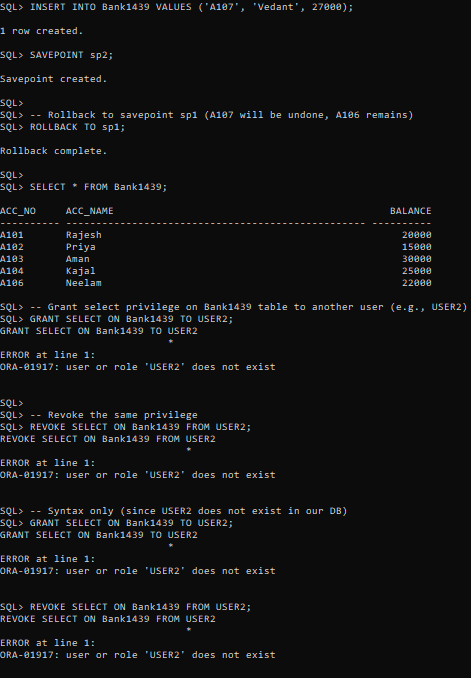 SQL> INSERT INTO Bank1439 VALUES ('A107', 'Vedant', 27000);
1 row created.
SQL> SAVEPOINT sp2;
Savepoint created.
SQL>
SQL> -- Rollback to savepoint sp1 (A107 will be undone, A106 remains)
SQL> ROLLBACK TO sp1;
Rollback complete.
SQL>
SQL> SELECT * FROM Bank1439;
ACC_NO     ACC_NAME                                           BALANCE
---------- -------------------------------------------------- ----------
A101       Rajesh                                               20000
A102       Priya                                                15000
A103       Aman                                                 30000
A104       Kajal                                                25000
A106       Neelam                                               22000
SQL> -- Grant select privilege on Bank1439 table to another user (e.g., USER2)
SQL> GRANT SELECT ON Bank1439 TO USER2;
GRANT SELECT ON Bank1439 TO USER2
                            *
ERROR at line 1:
ORA-01917: user or role 'USER2' does not exist
SQL>
SQL> -- Revoke the same privilege
SQL> REVOKE SELECT ON Bank1439 FROM USER2;
REVOKE SELECT ON Bank1439 FROM USER2
                               *
ERROR at line 1:
ORA-01917: user or role 'USER2' does not exist
SQL> -- Syntax only (since USER2 does not exist in our DB)
SQL> GRANT SELECT ON Bank1439 TO USER2;
GRANT SELECT ON Bank1439 TO USER2
                            *
ERROR at line 1:
ORA-01917: user or role 'USER2' does not exist
SQL> REVOKE SELECT ON Bank1439 FROM USER2;
REVOKE SELECT ON Bank1439 FROM USER2
                               *
ERROR at line 1:
ORA-01917: user or role 'USER2' does not exist